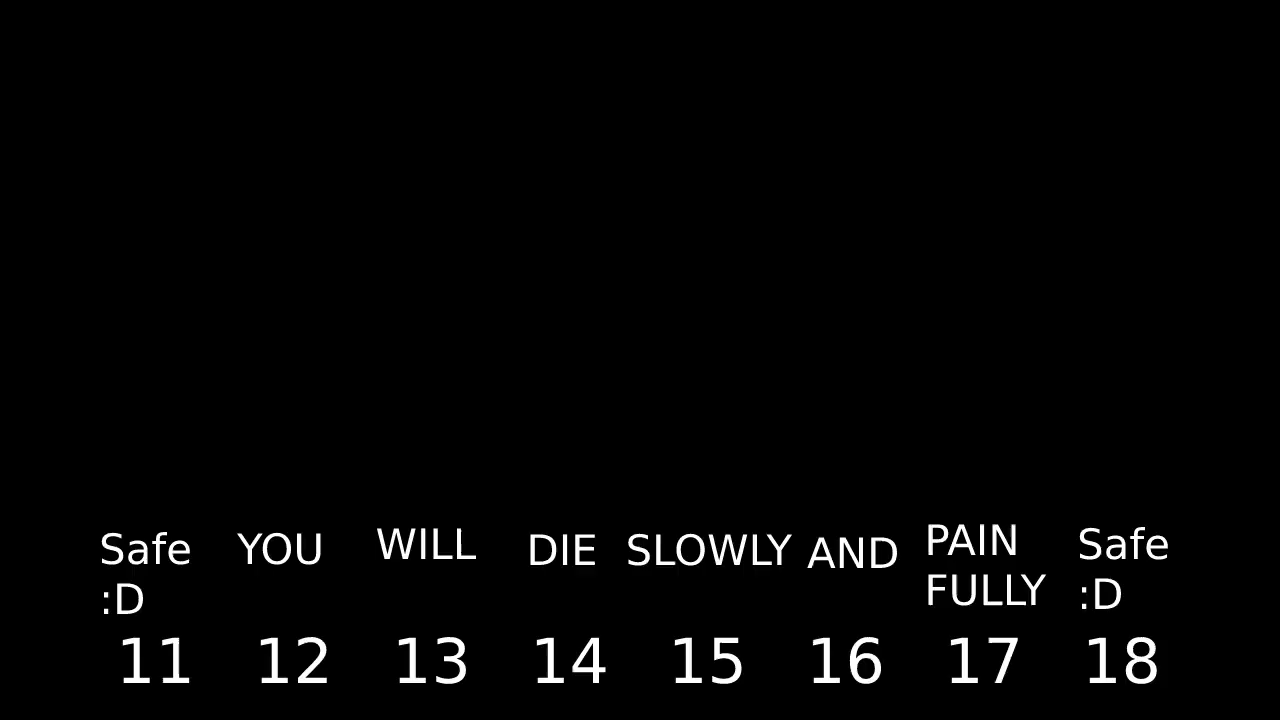 Safe YOU WILL DIE SLOWLY AND PAIN Safe
:D FULLY :D
11 12 13 14 15 16 17 18